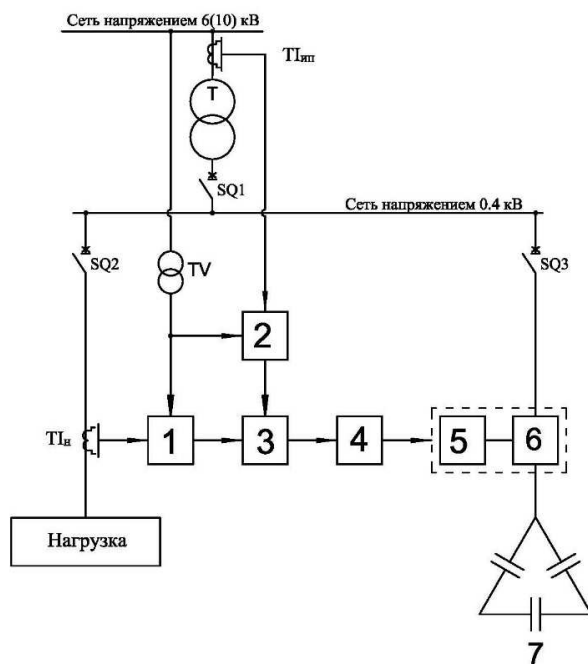 Сеть напряжением 6(10) кВ
TIип
T
SQ1
Сеть напряжением 0.4 кВ
SQ2
TV
SQ3
2
TIн
1
3
4
5
6
Нагрузка
7